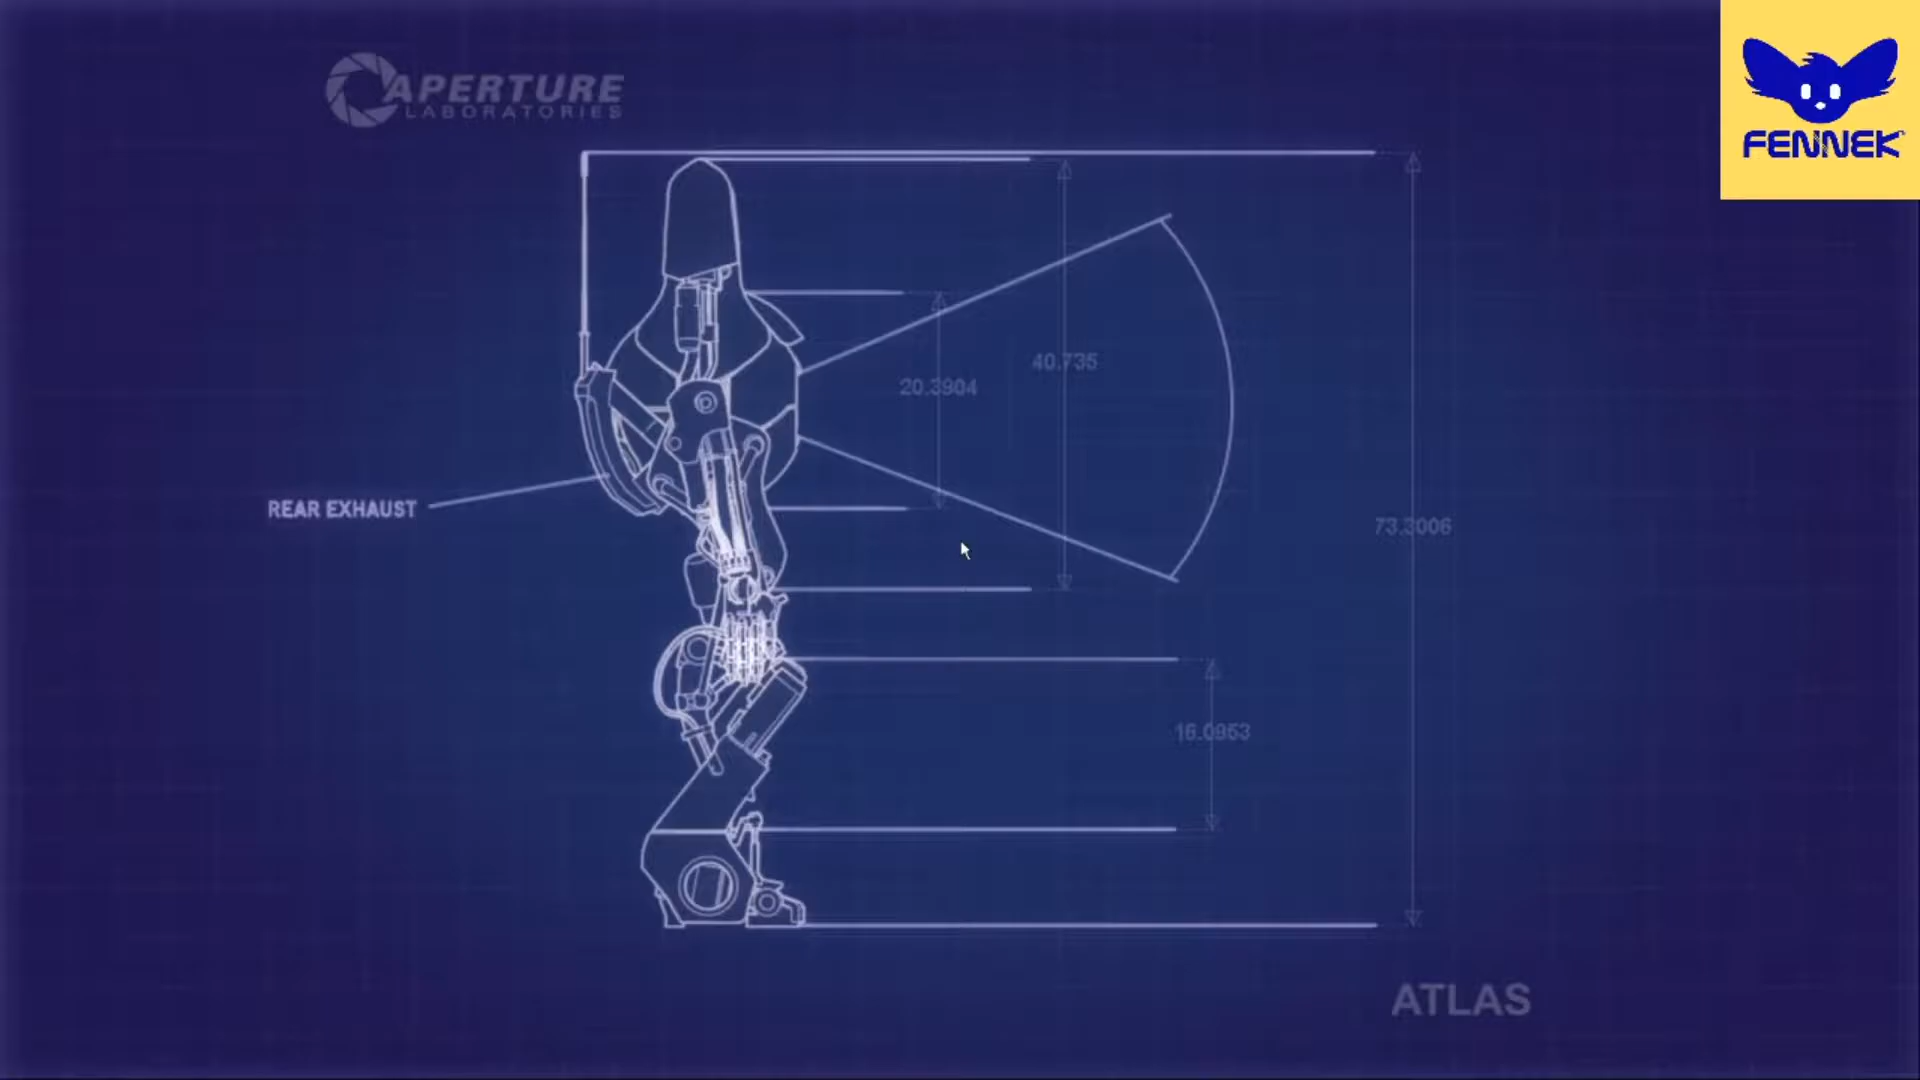 APERTURE
LABORATORIES
FENNEK
40.735
20.3904
REAR EXHAUST
73.3006
16.0953
ATLAS